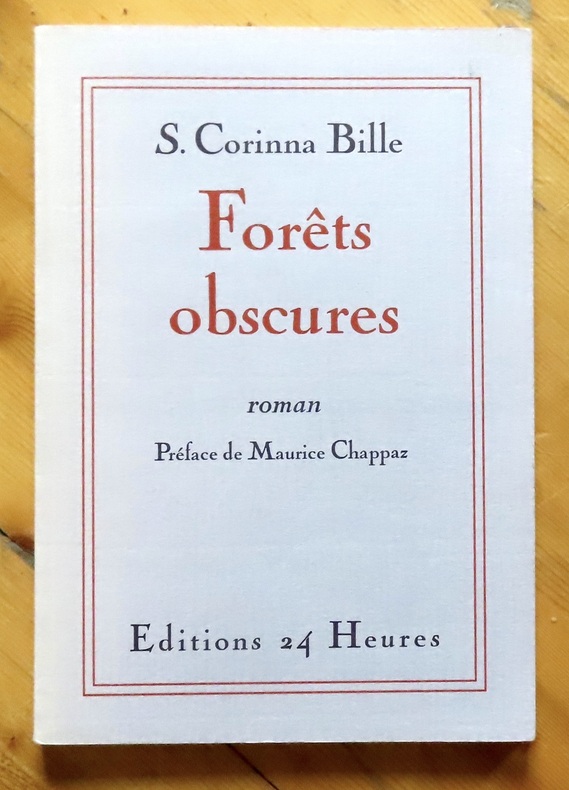 S. Corinna Bille
Forêts
obscures
roman
Préface de Maurice Chappaz
Editions 24 Heures